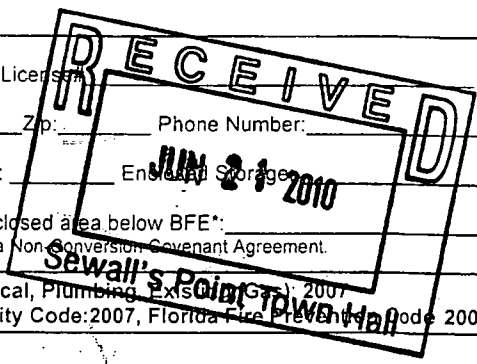 License#
RECEIVED
Zip: Phone Number:
JUN 21 2010
: Enclosed Storage:
closed area below BFE*:
a Non-Conversion Covenant Agreement.
Sewall's Point Town Hall
cal, Plumbing, Existing, Gas): 2007
ity Code:2007, Florida Fire Prevention Code 200